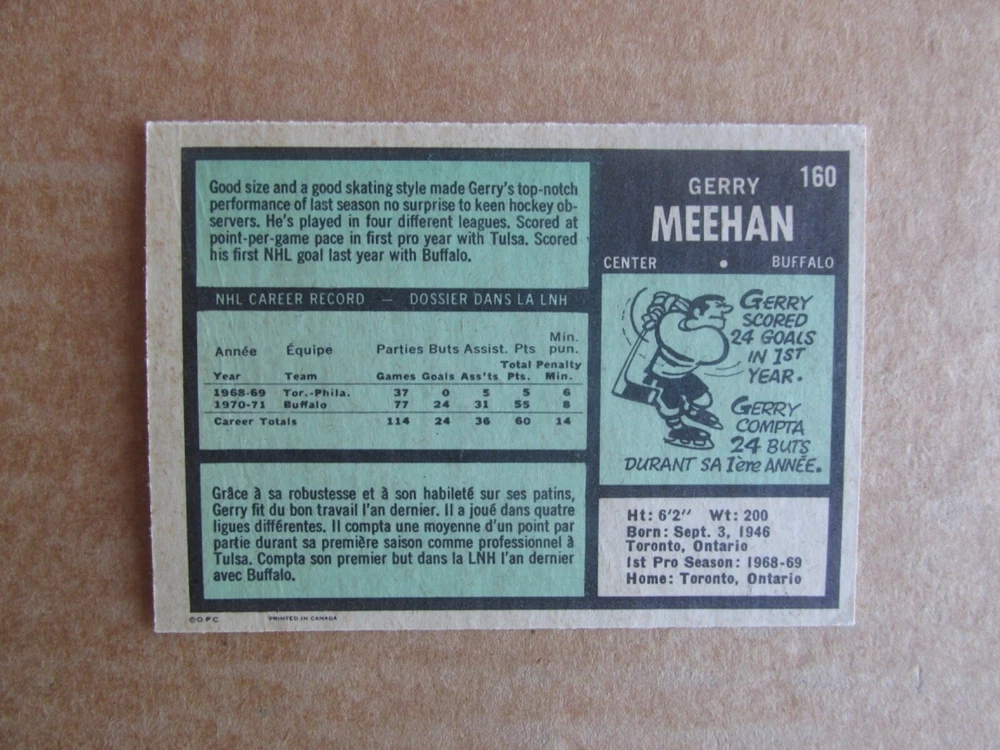 Good size and a good skating style made Gerry's top-notch
performance of last season no surprise to keen hockey ob-
servers. He's played in four different leagues. Scored at
point-per-game pace in first pro year with Tulsa. Scored
his first NHL goal last year with Buffalo.
NHL CAREER RECORD — DOSSIER DANS LA LNH
Année Équipe Parties Buts Assist. Pts Min. pun.
Year Team Games Goals Ass'ts Total Pts. Penalty Min.
1968-69 Tor.-Phila. 37 0 5 5 6
1970-71 Buffalo 77 24 31 55 8
Career Totals 114 24 36 60 14
Grâce à sa robustesse et à son habileté sur ses patins,
Gerry fit du bon travail l'an dernier. Il a joué dans quatre
ligues différentes. Il compta une moyenne d'un point par
partie durant sa première saison comme professionnel à
Tulsa. Compta son premier but dans la LNH l'an dernier
avec Buffalo.
160
GERRY
MEEHAN
CENTER • BUFFALO
GERRY
SCORED
24 GOALS
IN 1ST
YEAR.
GERRY
COMPTA
24 BUTS
DURANT SA 1ère ANNÉE.
Ht: 6'2" Wt: 200
Born: Sept. 3, 1946
Toronto, Ontario
1st Pro Season: 1968-69
Home: Toronto, Ontario
©O.P.C. PRINTED IN CANADA